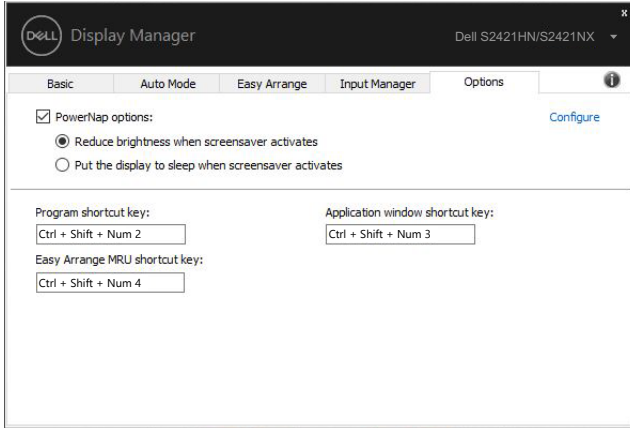 x
DELL Display Manager
Dell S2421HN/S2421NX
Basic Auto Mode Easy Arrange Input Manager Options i
PowerNap options: Configure
Reduce brightness when screensaver activates
Put the display to sleep when screensaver activates
Program shortcut key: Application window shortcut key:
Ctrl + Shift + Num 2 Ctrl + Shift + Num 3
Easy Arrange MRU shortcut key:
Ctrl + Shift + Num 4